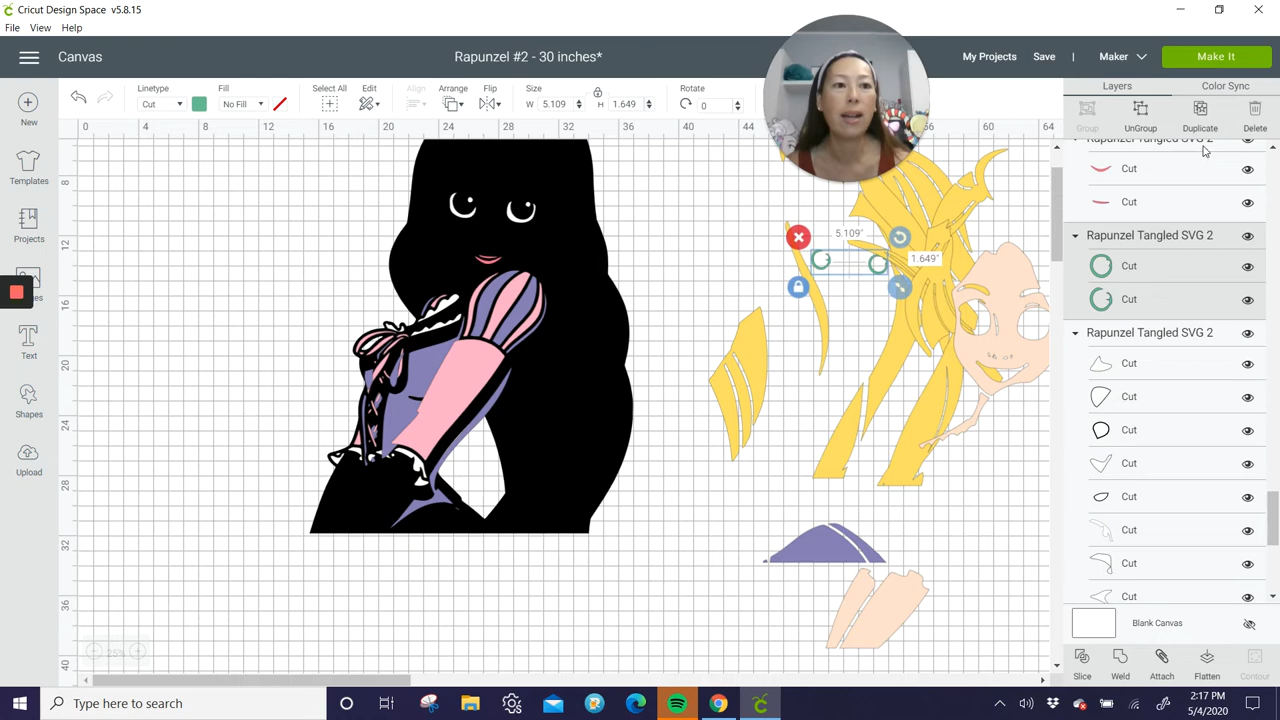 Cricut Design Space v5.8.15
File View
Canvas
Rapunzel #2 - 30 inches*
My Projects Save | Maker Make It
Linetype
Cut
Fill
No Fill
Select All
Edit
Align
Arrange
Flip
Size
W 5.109
H 1.649
Rotate
0
Layers Color Sync
Group UnGroup Duplicate Delete
0 4 8 12 16 20 24 28 32 36 40 44 56 60 64
8
12
16
20
24
28
32
36
40
New
Templates
Projects
Text
Shapes
Upload
5.109"
1.649"
25%
Rapunzel Tangled SVG 2
Cut
Cut
Rapunzel Tangled SVG 2
Cut
Cut
Rapunzel Tangled SVG 2
Cut
Cut
Cut
Cut
Cut
Cut
Cut
Cut
Blank Canvas
Slice Weld Attach Flatten Contour
Type here to search
2:17 PM
5/4/2020